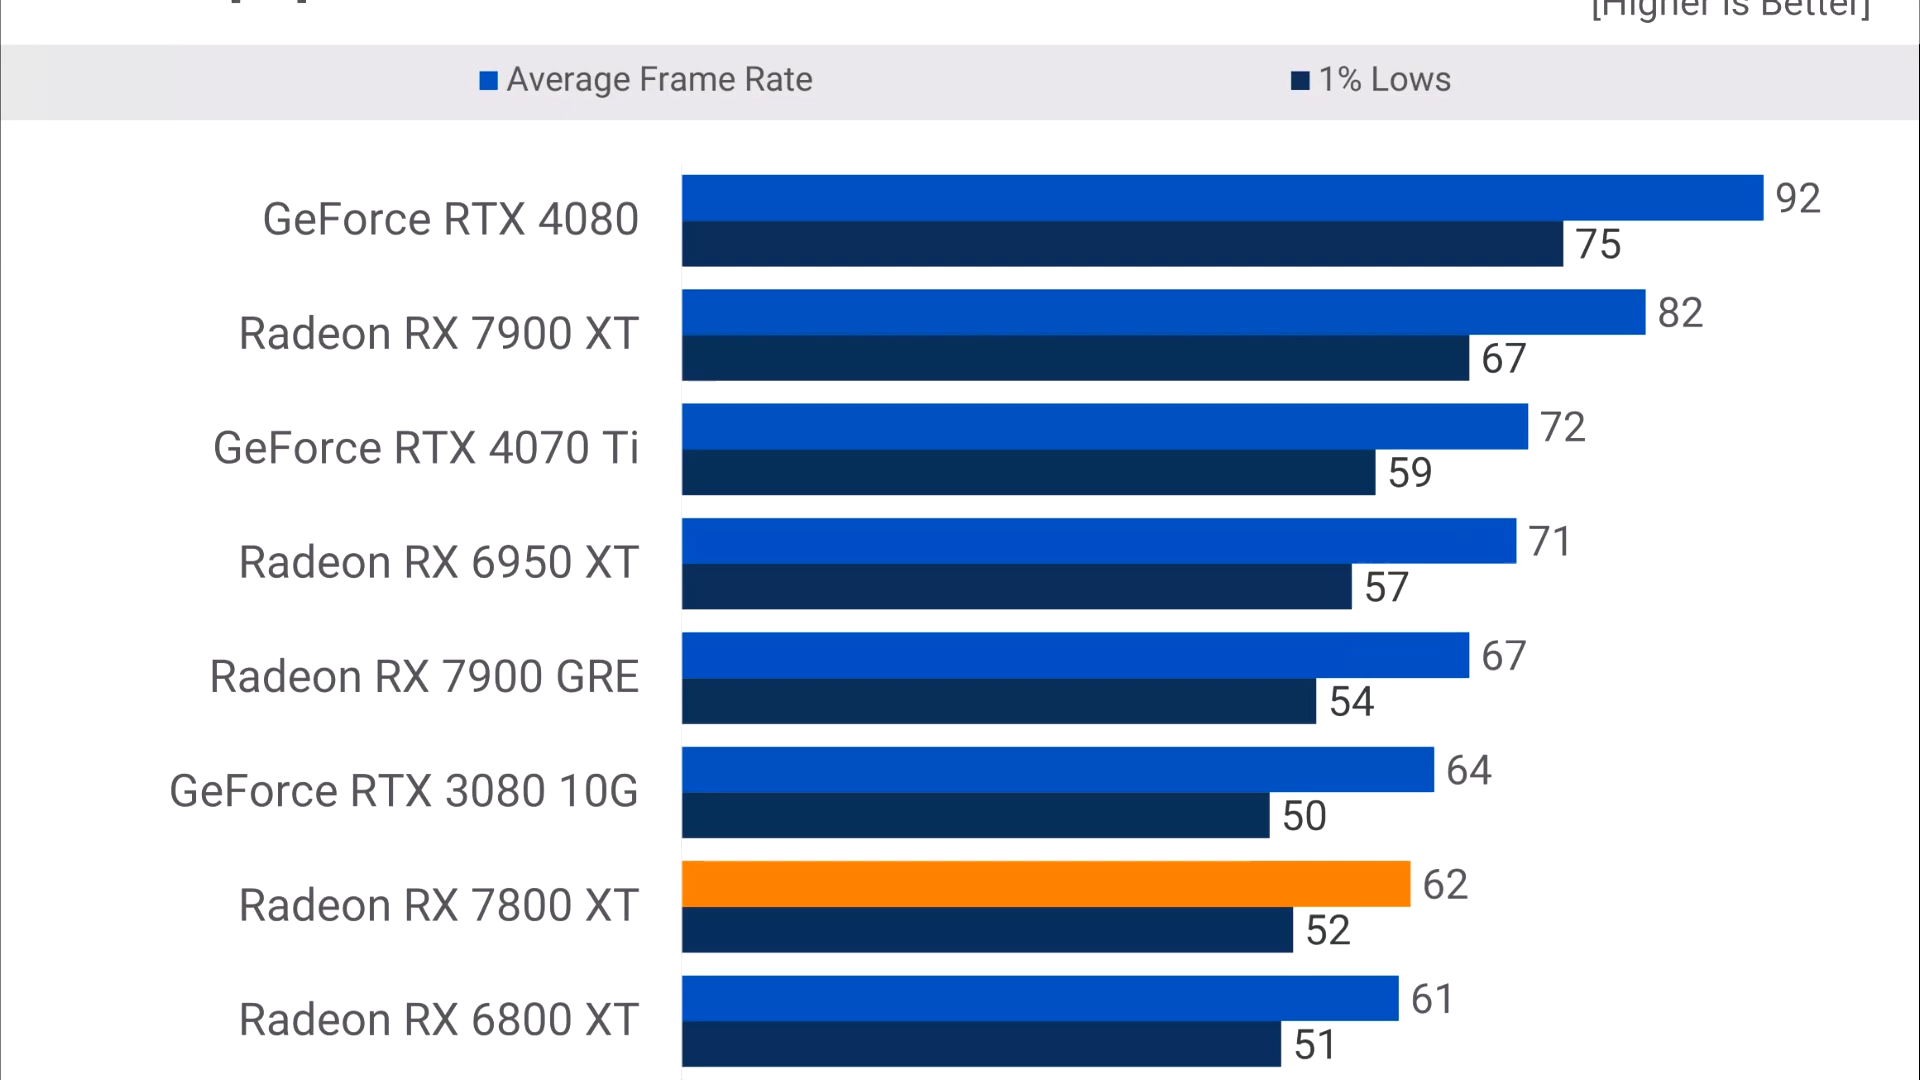 [Higher is Better]
Average Frame Rate 1% Lows
GeForce RTX 4080
92
75
Radeon RX 7900 XT
82
67
GeForce RTX 4070 Ti
72
59
Radeon RX 6950 XT
71
57
Radeon RX 7900 GRE
67
54
GeForce RTX 3080 10G
64
50
Radeon RX 7800 XT
62
52
Radeon RX 6800 XT
61
51